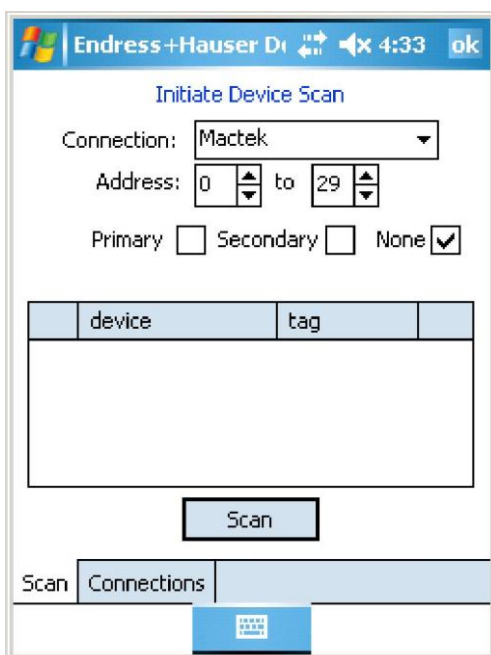 Endress+Hauser D 4:33 ok
Initiate Device Scan
Connection: Mactek
Address: 0 to 29
Primary Secondary None
device tag
Scan
Scan Connections